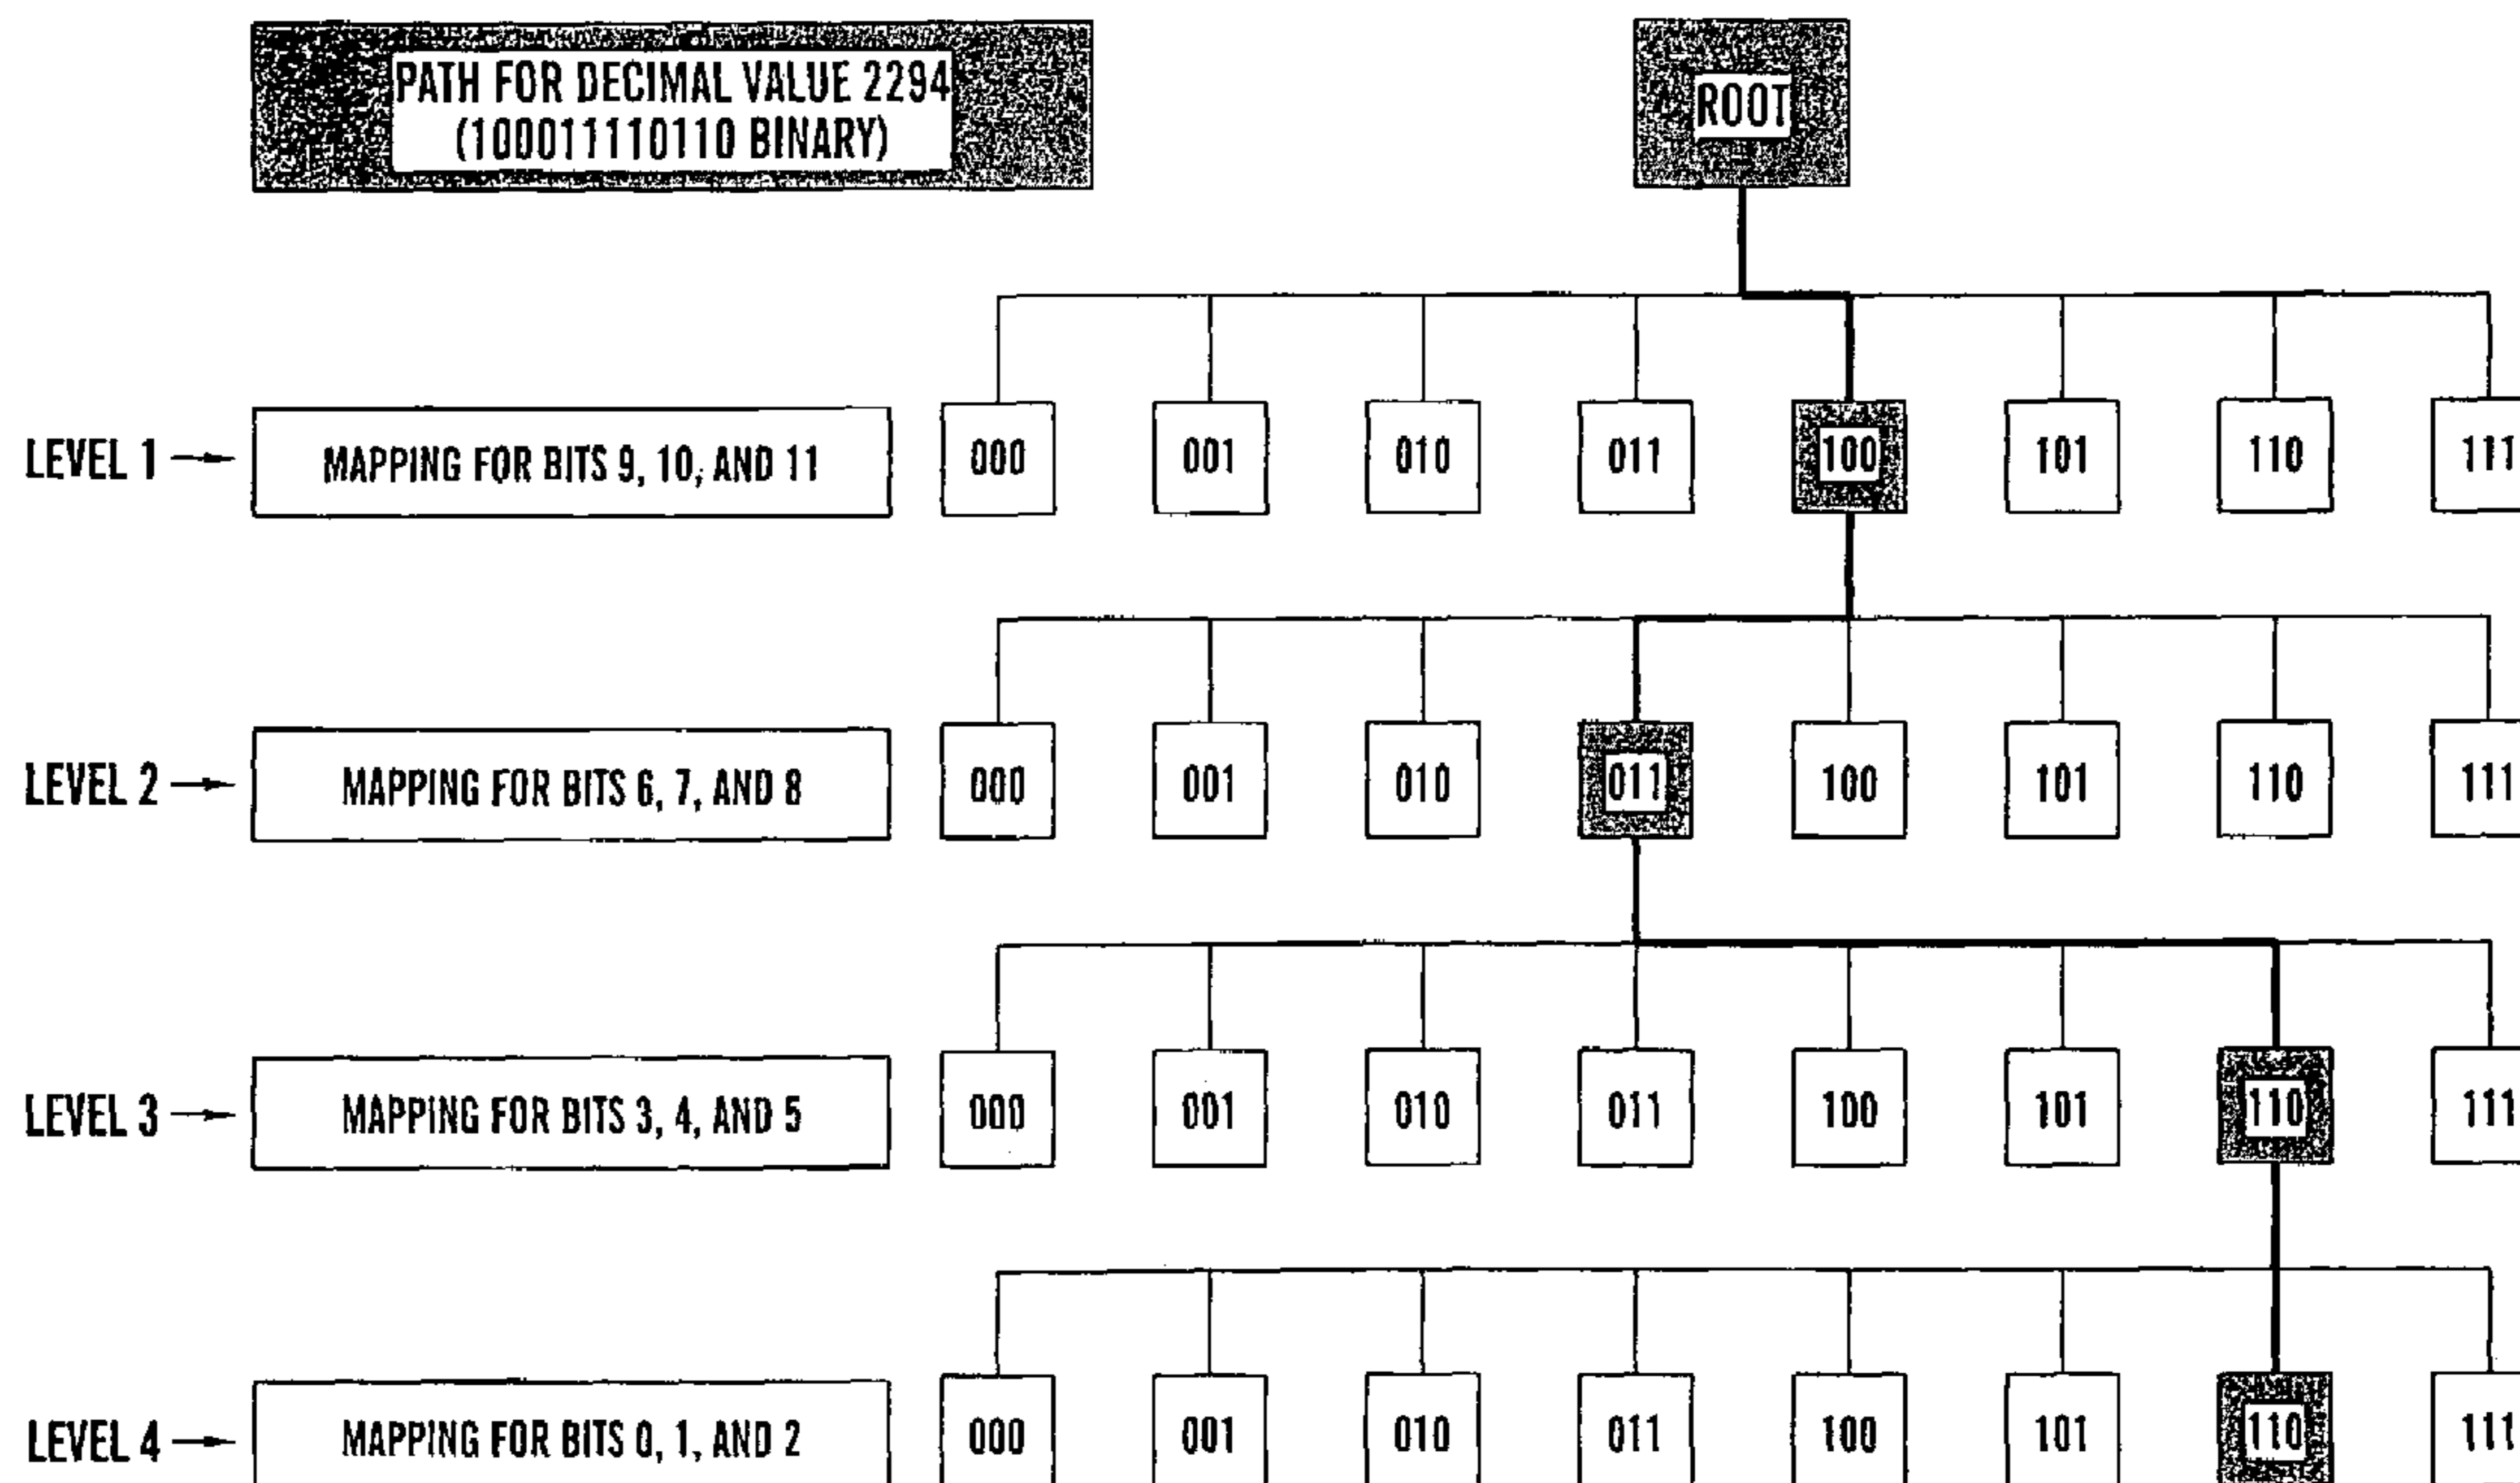 PATH FOR DECIMAL VALUE 2294
(100011110110 BINARY)
ROOT
LEVEL 1
MAPPING FOR BITS 9, 10, AND 11
000 001 010 011 100 101 110 111
LEVEL 2
MAPPING FOR BITS 6, 7, AND 8
000 001 010 011 100 101 110 111
LEVEL 3
MAPPING FOR BITS 3, 4, AND 5
000 001 010 011 100 101 110 111
LEVEL 4
MAPPING FOR BITS 0, 1, AND 2
000 001 010 011 100 101 110 111